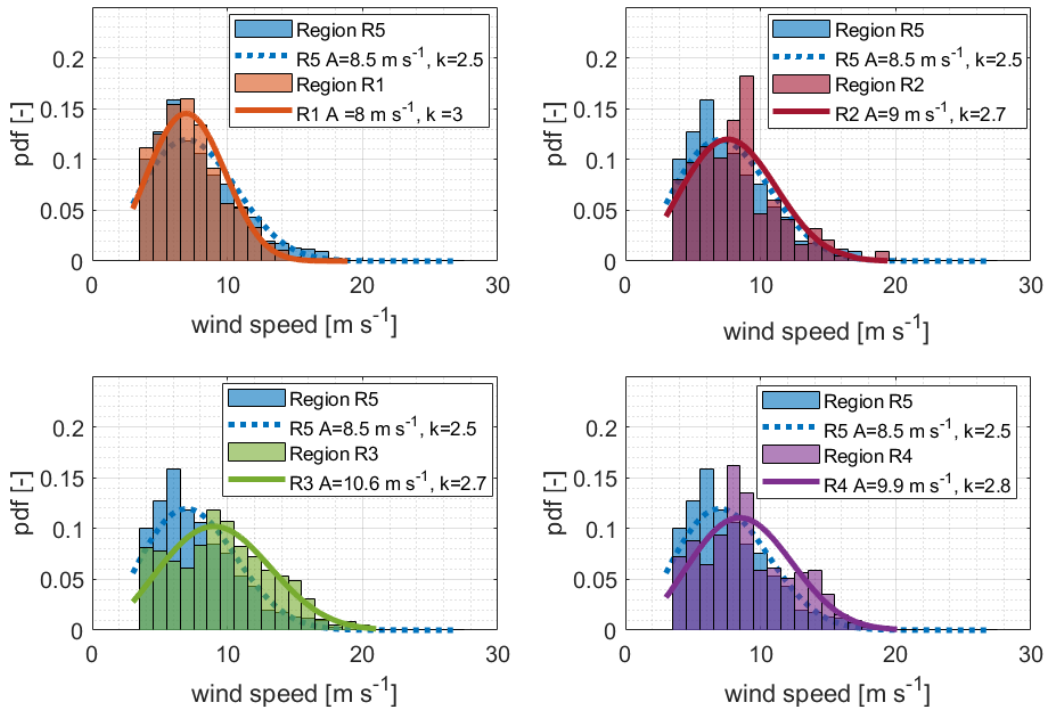 Region R5
R5 A=8.5 m s⁻¹, k=2.5
Region R1
R1 A =8 m s⁻¹, k =3
0.2
0.15
0.1
0.05
0
pdf [-]
0 10 20 30
wind speed [m s⁻¹]
Region R5
R5 A=8.5 m s⁻¹, k=2.5
Region R2
R2 A=9 m s⁻¹, k=2.7
0.2
0.15
0.1
0.05
0
pdf [-]
0 10 20 30
wind speed [m s⁻¹]
Region R5
R5 A=8.5 m s⁻¹, k=2.5
Region R3
R3 A=10.6 m s⁻¹, k=2.7
0.2
0.15
0.1
0.05
0
pdf [-]
0 10 20 30
wind speed [m s⁻¹]
Region R5
R5 A=8.5 m s⁻¹, k=2.5
Region R4
R4 A=9.9 m s⁻¹, k=2.8
0.2
0.15
0.1
0.05
0
pdf [-]
0 10 20 30
wind speed [m s⁻¹]